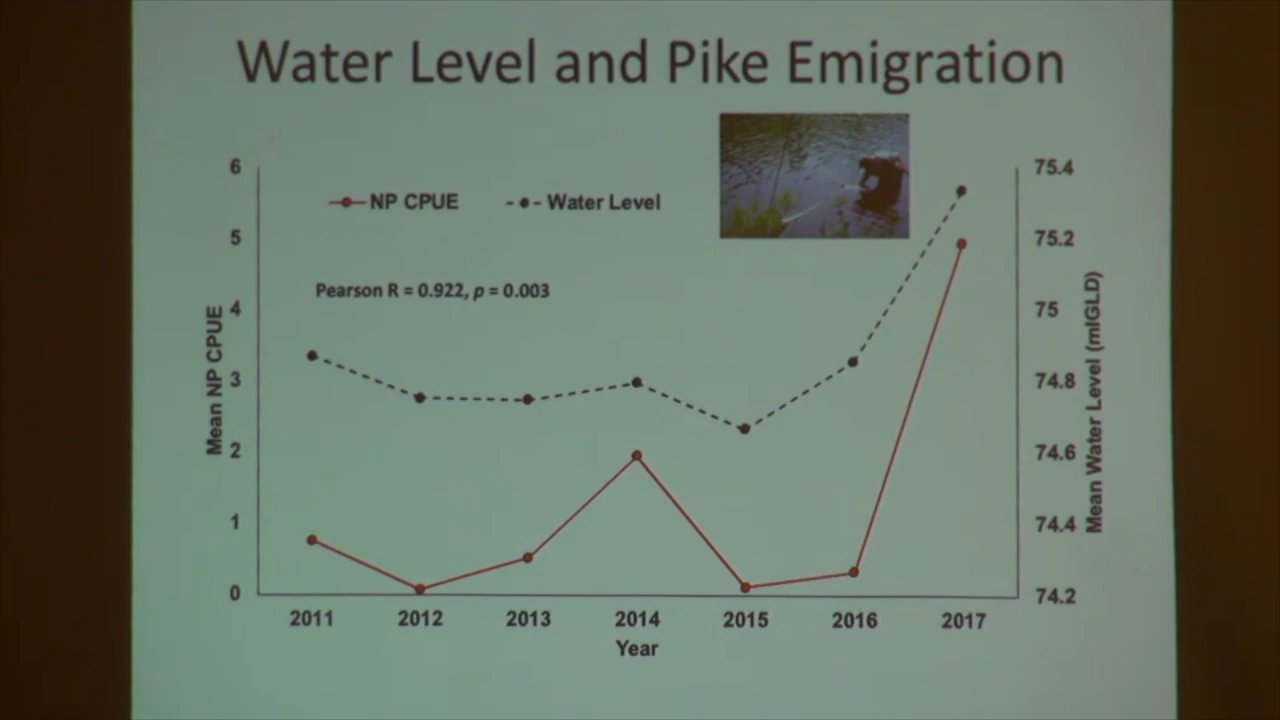 Water Level and Pike Emigration
NP CPUE
Water Level
Pearson R = 0.922, p = 0.003
Mean NP CPUE
6
5
4
3
2
1
0
75.4
75.2
75
74.8
74.6
74.4
74.2
Mean Water Level (mIGLD)
2011 2012 2013 2014 2015 2016 2017
Year